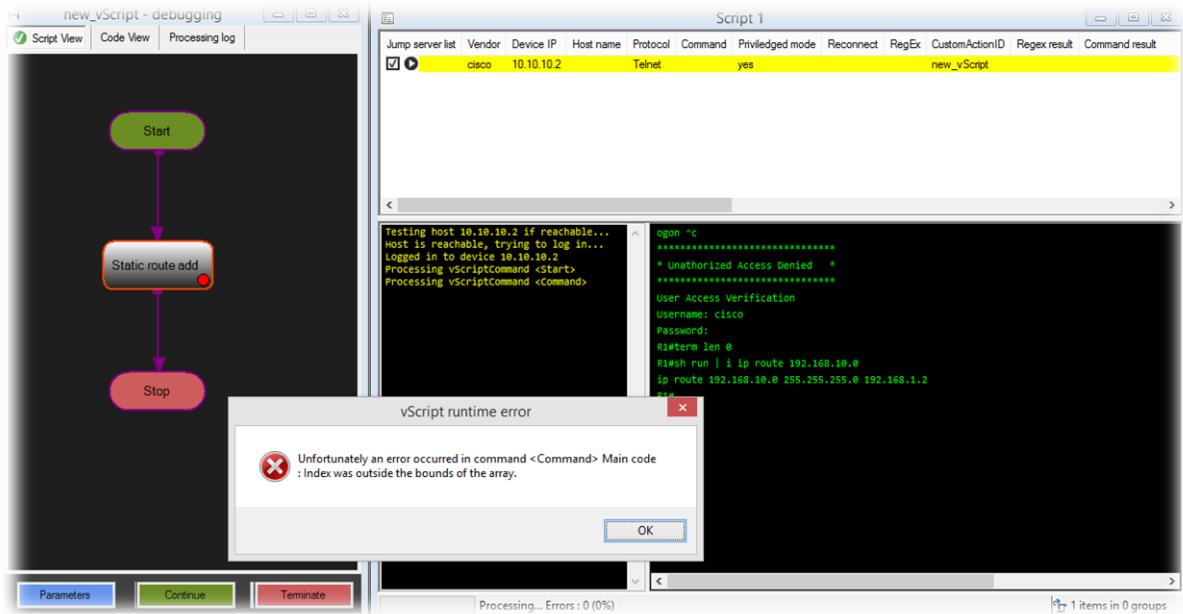 new_vScript - debugging
Script View
Code View
Processing log
Start
Static route add
Stop
Parameters
Continue
Terminate
Script 1
Jump server list Vendor Device IP Host name Protocol Command Priviledged mode Reconnect RegEx CustomActionID Regex result Command result
cisco 10.10.10.2 Telnet yes new_vScript
Testing host 10.10.10.2 if reachable...
Host is reachable, trying to log in...
Logged in to device 10.10.10.2
Processing vScriptCommand <Start>
Processing vScriptCommand <Command>
ogon ^c
*******************************
* Unathorized Access Denied *
*******************************
User Access Verification
Username: cisco
Password:
R1#term len 0
R1#sh run | i ip route 192.168.10.0
ip route 192.168.10.0 255.255.255.0 192.168.1.2
R1#
vScript runtime error
Unfortunately an error occurred in command <Command> Main code
: Index was outside the bounds of the array.
OK
Processing... Errors : 0 (0%)
1 items in 0 groups